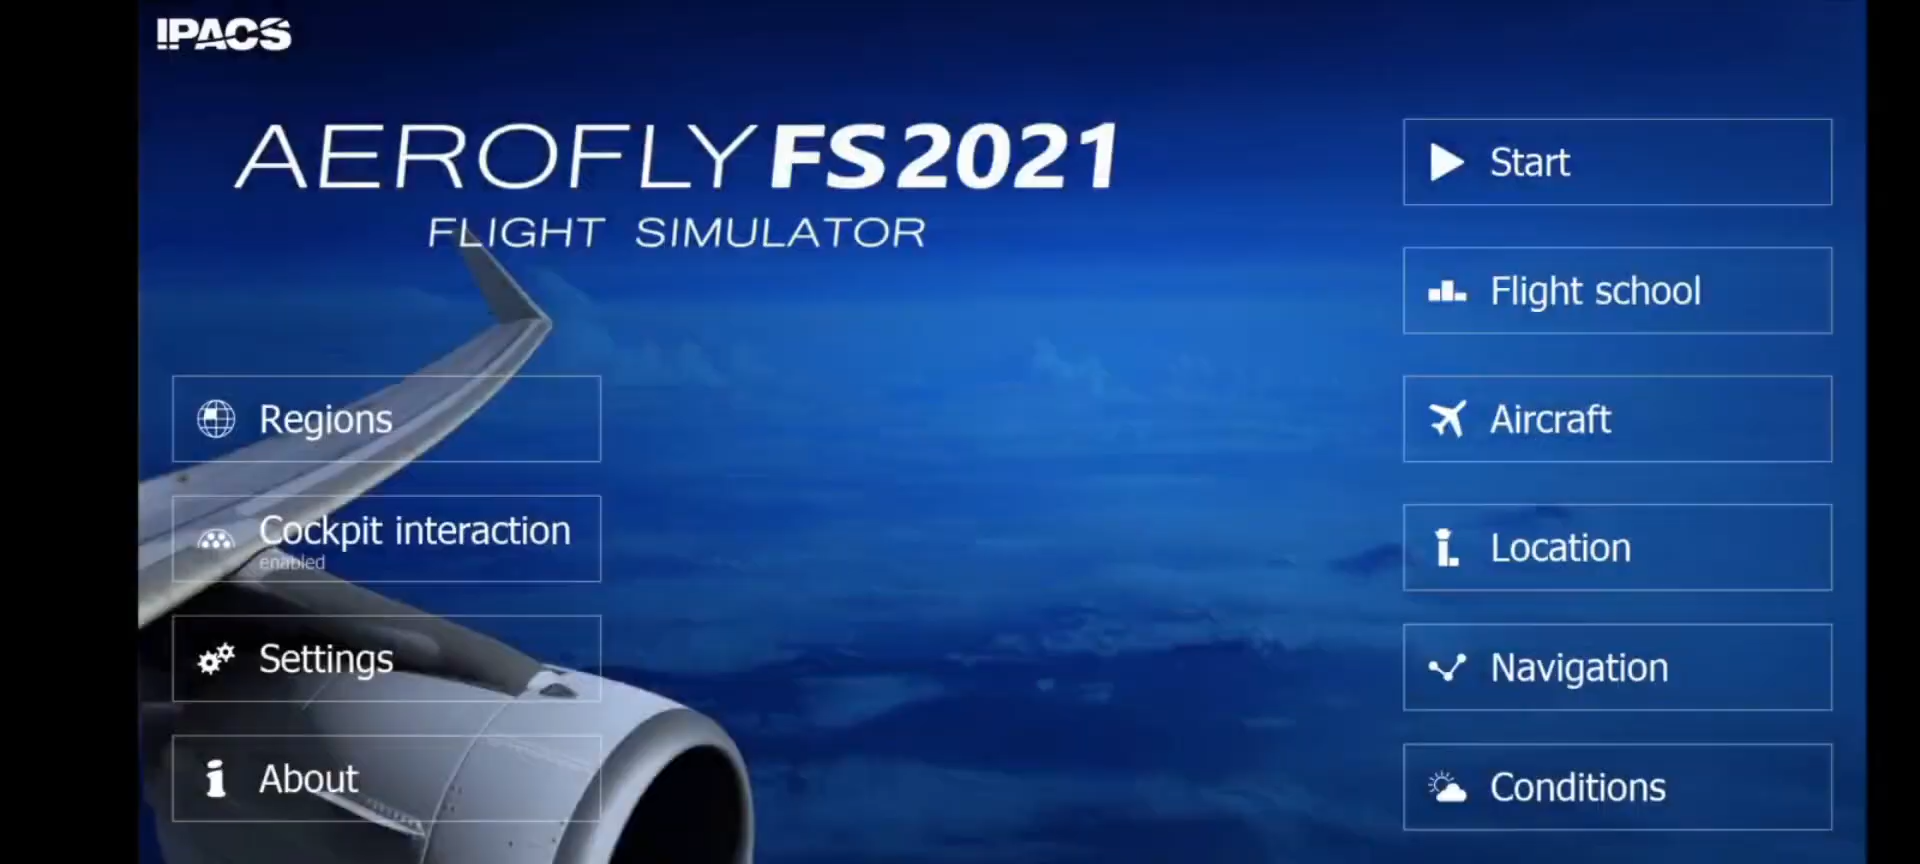 IPACS
AEROFLY FS 2021
FLIGHT SIMULATOR
Regions
Cockpit interaction
enabled
Settings
About
Start
Flight school
Aircraft
Location
Navigation
Conditions